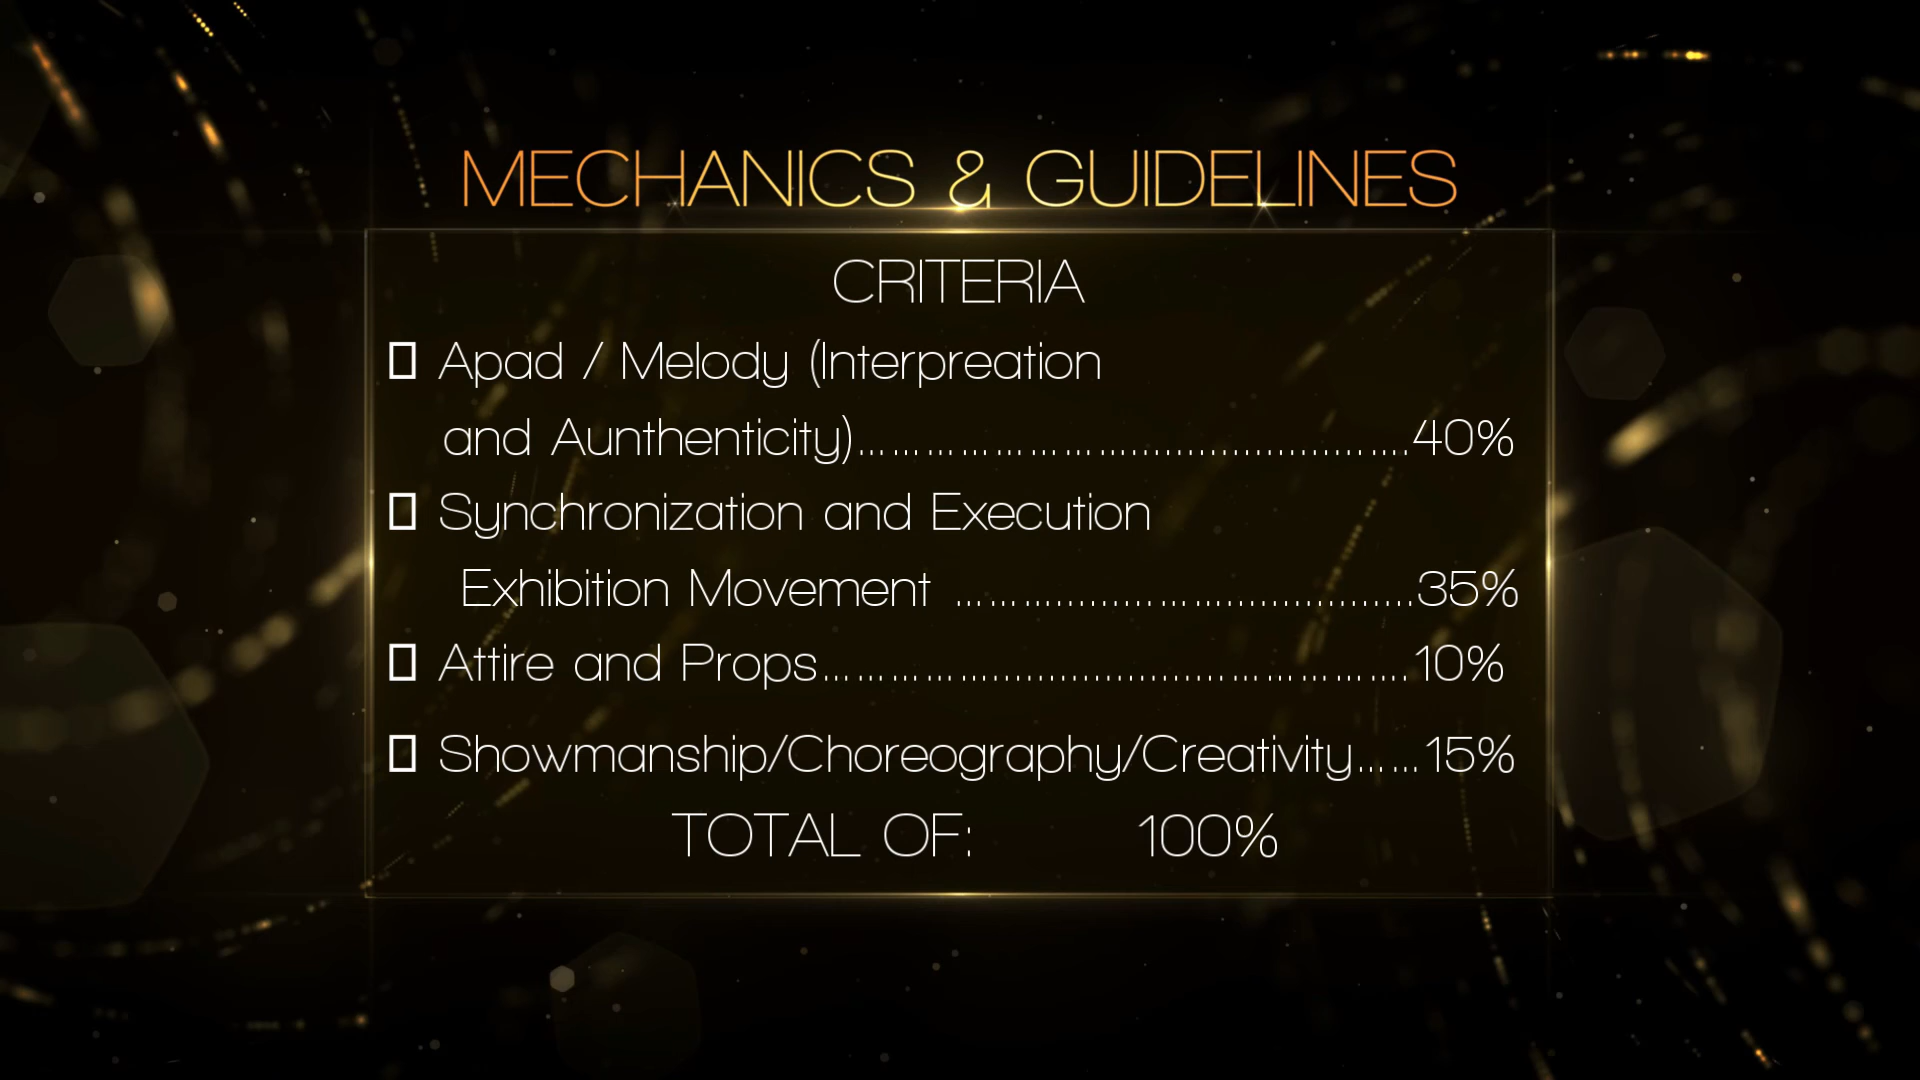 MECHANICS & GUIDELINES
CRITERIA
▯ Apad / Melody (Interpreation
and Aunthenticity)……………………………………………40%
▯ Synchronization and Execution
Exhibition Movement ……………………………………35%
▯ Attire and Props………………………………………………10%
▯ Showmanship/Choreography/Creativity……15%
TOTAL OF: 100%